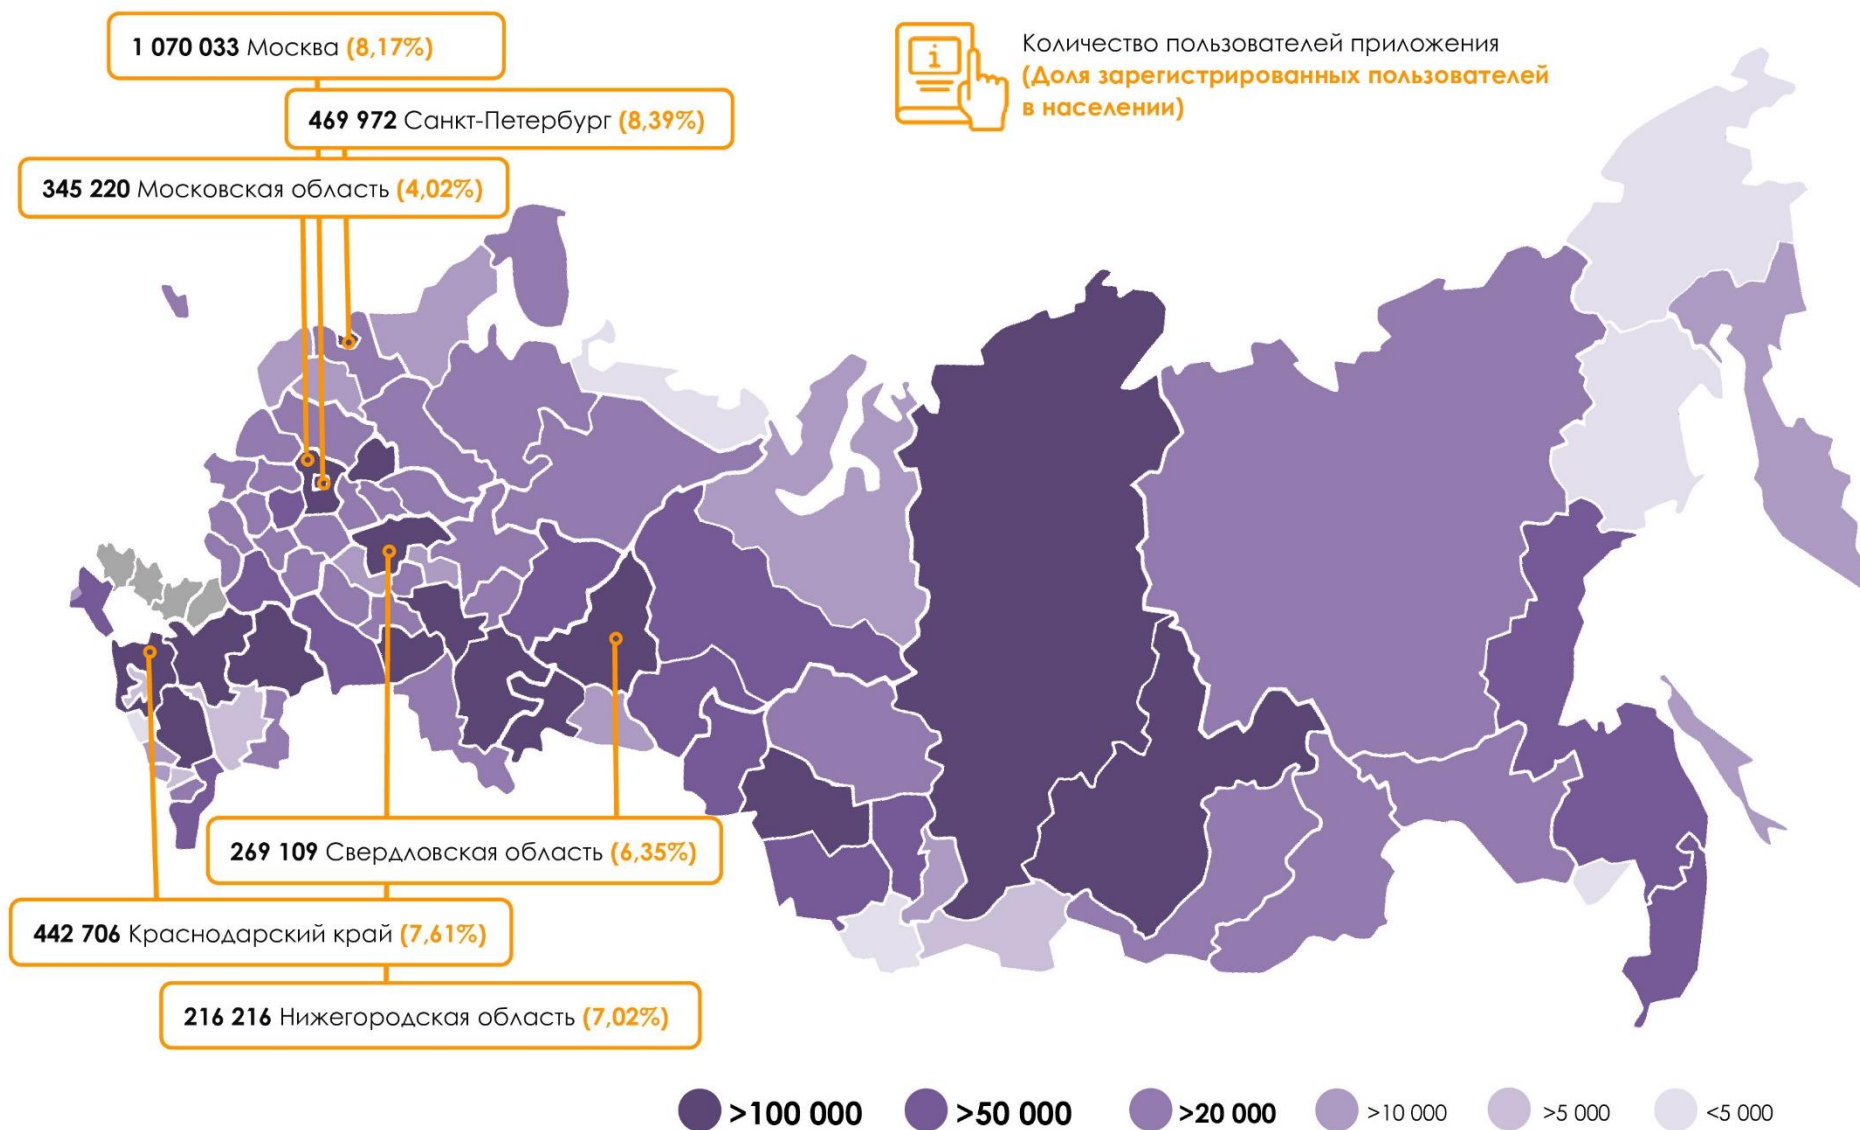 1 070 033 Москва (8,17%)
469 972 Санкт-Петербург (8,39%)
345 220 Московская область (4,02%)
i
Количество пользователей приложения
(Доля зарегистрированных пользователей
в населении)
269 109 Свердловская область (6,35%)
442 706 Краснодарский край (7,61%)
216 216 Нижегородская область (7,02%)
>100 000 >50 000 >20 000 >10 000 >5 000 <5 000